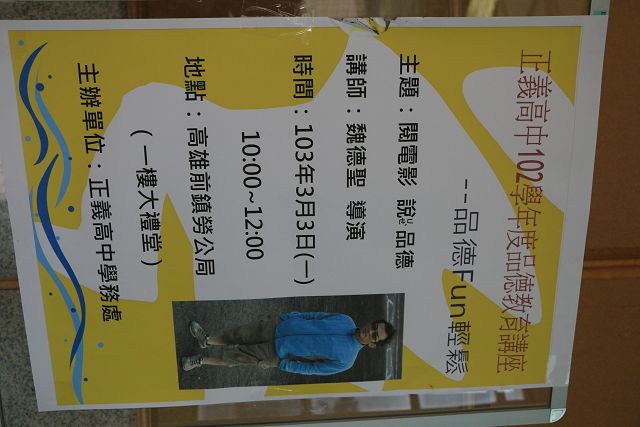 正義高中102學年度品德教育講座
--品德Fun輕鬆
主題：閱電影 說品德
講師：魏德聖 導演
時間：103年3月3日(一)
10:00~12:00
地點：高雄前鎮勞公局
(一樓大禮堂)
主辦單位：正義高中學務處